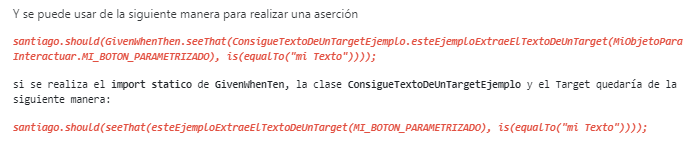 Y se puede usar de la siguiente manera para realizar una aserción
santiago.should(GivenWhenThen.seeThat(ConsigueTextoDeUnTargetEjemplo.esteEjemploExtraeElTextoDeUnTarget(MiObjetoPara
Interactuar.MI_BOTON_PARAMETRIZADO), is(equalTo("mi Texto"))));
si se realiza el import statico de GivenWhenTen, la clase ConsigueTextoDeUnTargetEjemplo y el Target quedaría de la
siguiente manera:
santiago.should(seeThat(esteEjemploExtraeElTextoDeUnTarget(MI_BOTON_PARAMETRIZADO), is(equalTo("mi Texto"))));